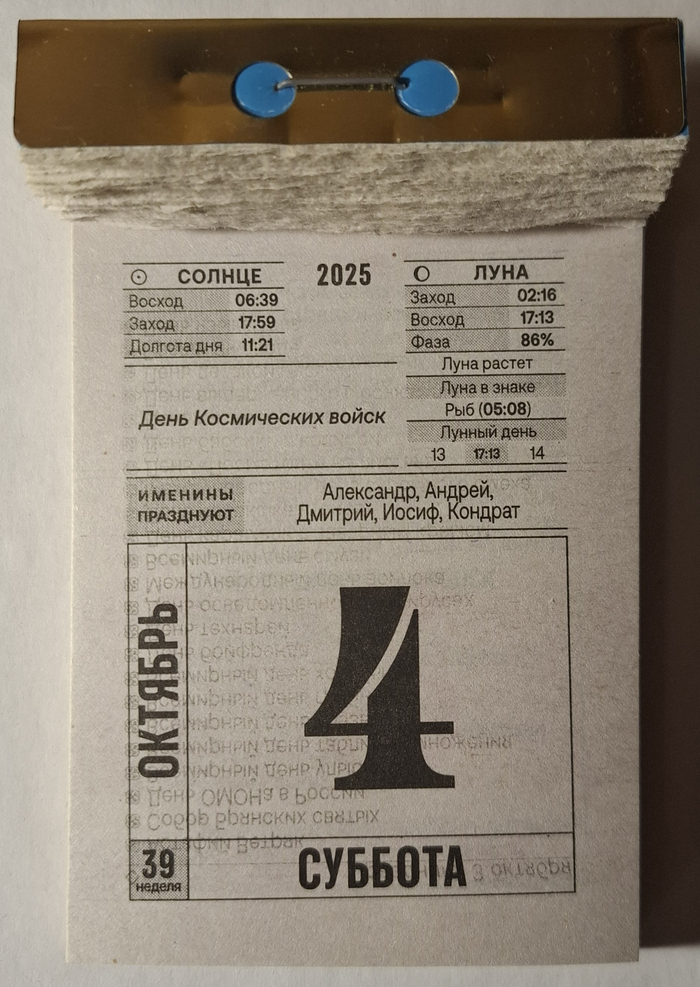 СОЛНЦЕ
Восход 06:39
Заход 17:59
Долгота дня 11:21
2025
ЛУНА
Заход 02:16
Восход 17:13
Фаза 86%
Луна растет
Луна в знаке
Рыб (05:08)
Лунный день
13 17:13 14
День Космических войск
ИМЕНИНЫ
ПРАЗДНУЮТ
Александр, Андрей,
Дмитрий, Иосиф, Кондрат
ОКТЯБРЬ
4
39
неделя
СУББОТА